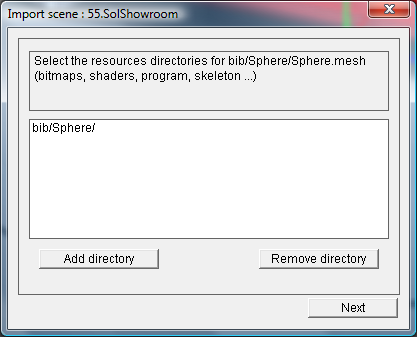 Import scene : 55.SolShowroom
Select the resources directories for bib/Sphere/Sphere.mesh
(bitmaps, shaders, program, skeleton ...)
bib/Sphere/
Add directory
Remove directory
Next